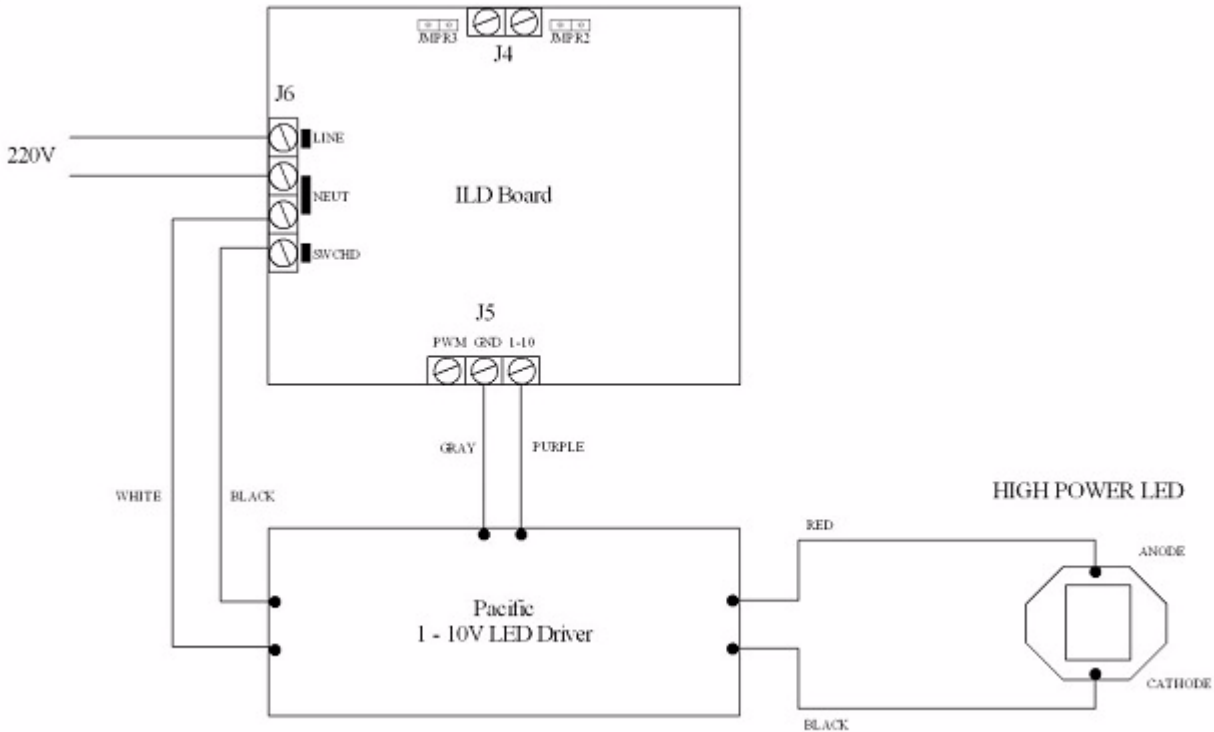 JMPR3
JMPR2
J4
J6
LINE
220V
NEUT
ILD Board
SWCHD
J5
PWM GND 1-10
GRAY
PURPLE
WHITE
BLACK
HIGH POWER LED
RED
ANODE
Pacific
1 - 10V LED Driver
CATHODE
BLACK